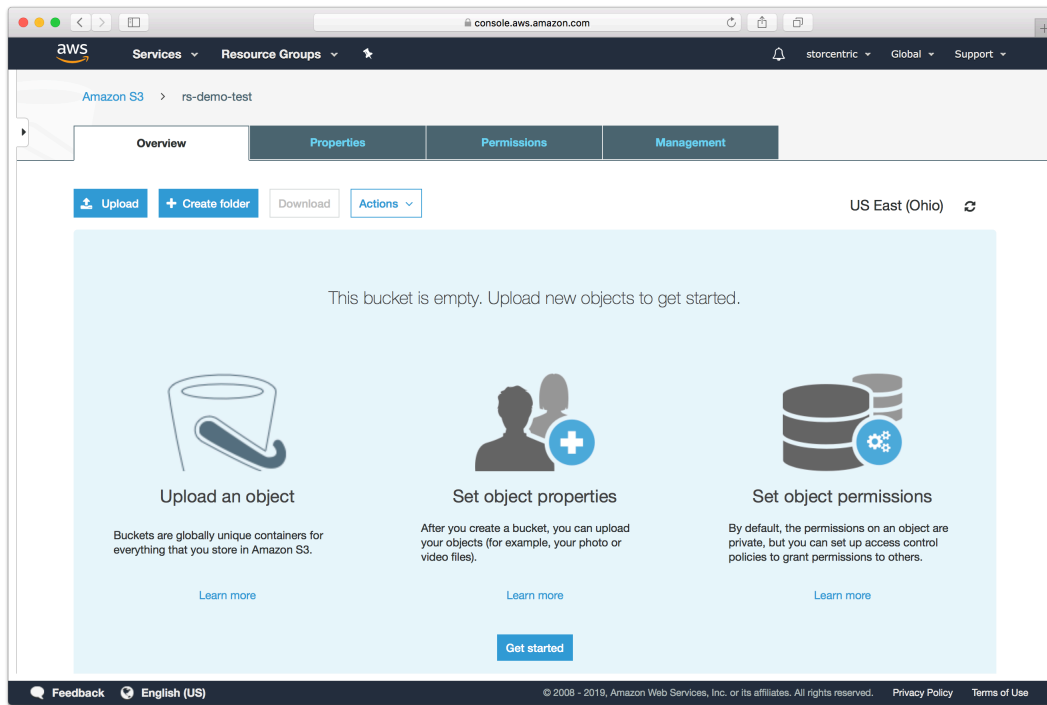 console.aws.amazon.com
aws Services Resource Groups storcentric Global Support
Amazon S3 > rs-demo-test
Overview Properties Permissions Management
Upload + Create folder Download Actions US East (Ohio)
This bucket is empty. Upload new objects to get started.
Upload an object
Buckets are globally unique containers for
everything that you store in Amazon S3.
Learn more
Set object properties
After you create a bucket, you can upload
your objects (for example, your photo or
video files).
Learn more
Set object permissions
By default, the permissions on an object are
private, but you can set up access control
policies to grant permissions to others.
Learn more
Get started
Feedback English (US) © 2008 - 2019, Amazon Web Services, Inc. or its affiliates. All rights reserved. Privacy Policy Terms of Use